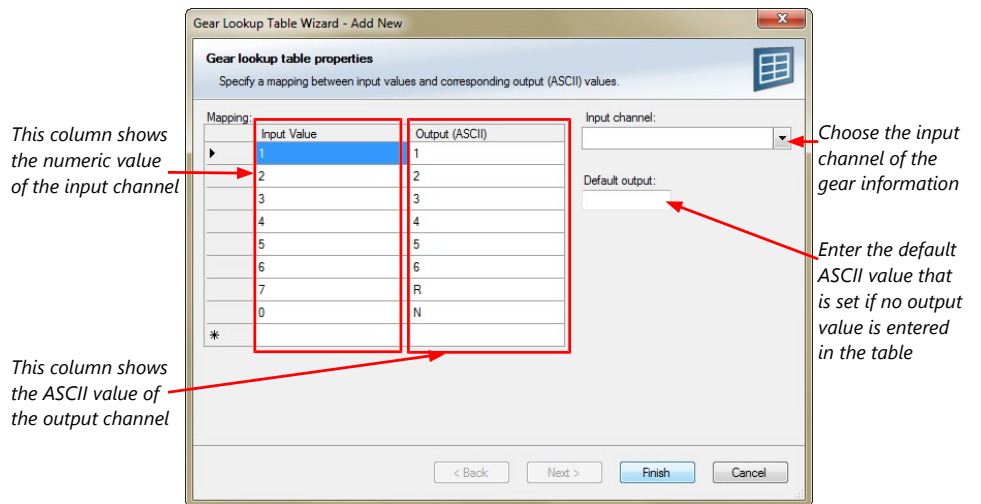 Gear Lookup Table Wizard - Add New
x
Gear lookup table properties
Specify a mapping between input values and corresponding output (ASCII) values.
Mapping:
Input Value Output (ASCII)
1 1
2 2
3 3
4 4
5 5
6 6
7 R
0 N
*
Input channel:
Default output:
< Back Next > Finish Cancel
This column shows
the numeric value
of the input channel
This column shows
the ASCII value of
the output channel
Choose the input
channel of the
gear information
Enter the default
ASCII value that
is set if no output
value is entered
in the table